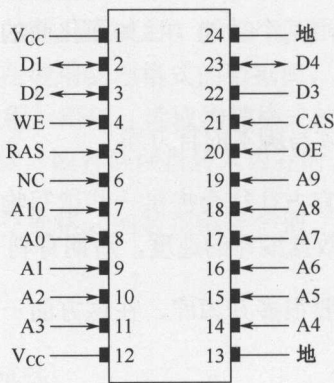 Vcc 1 24 地
D1 2 23 D4
D2 3 22 D3
WE 4 21 CAS
RAS 5 20 OE
NC 6 19 A9
A10 7 18 A8
A0 8 17 A7
A1 9 16 A6
A2 10 15 A5
A3 11 14 A4
Vcc 12 13 地